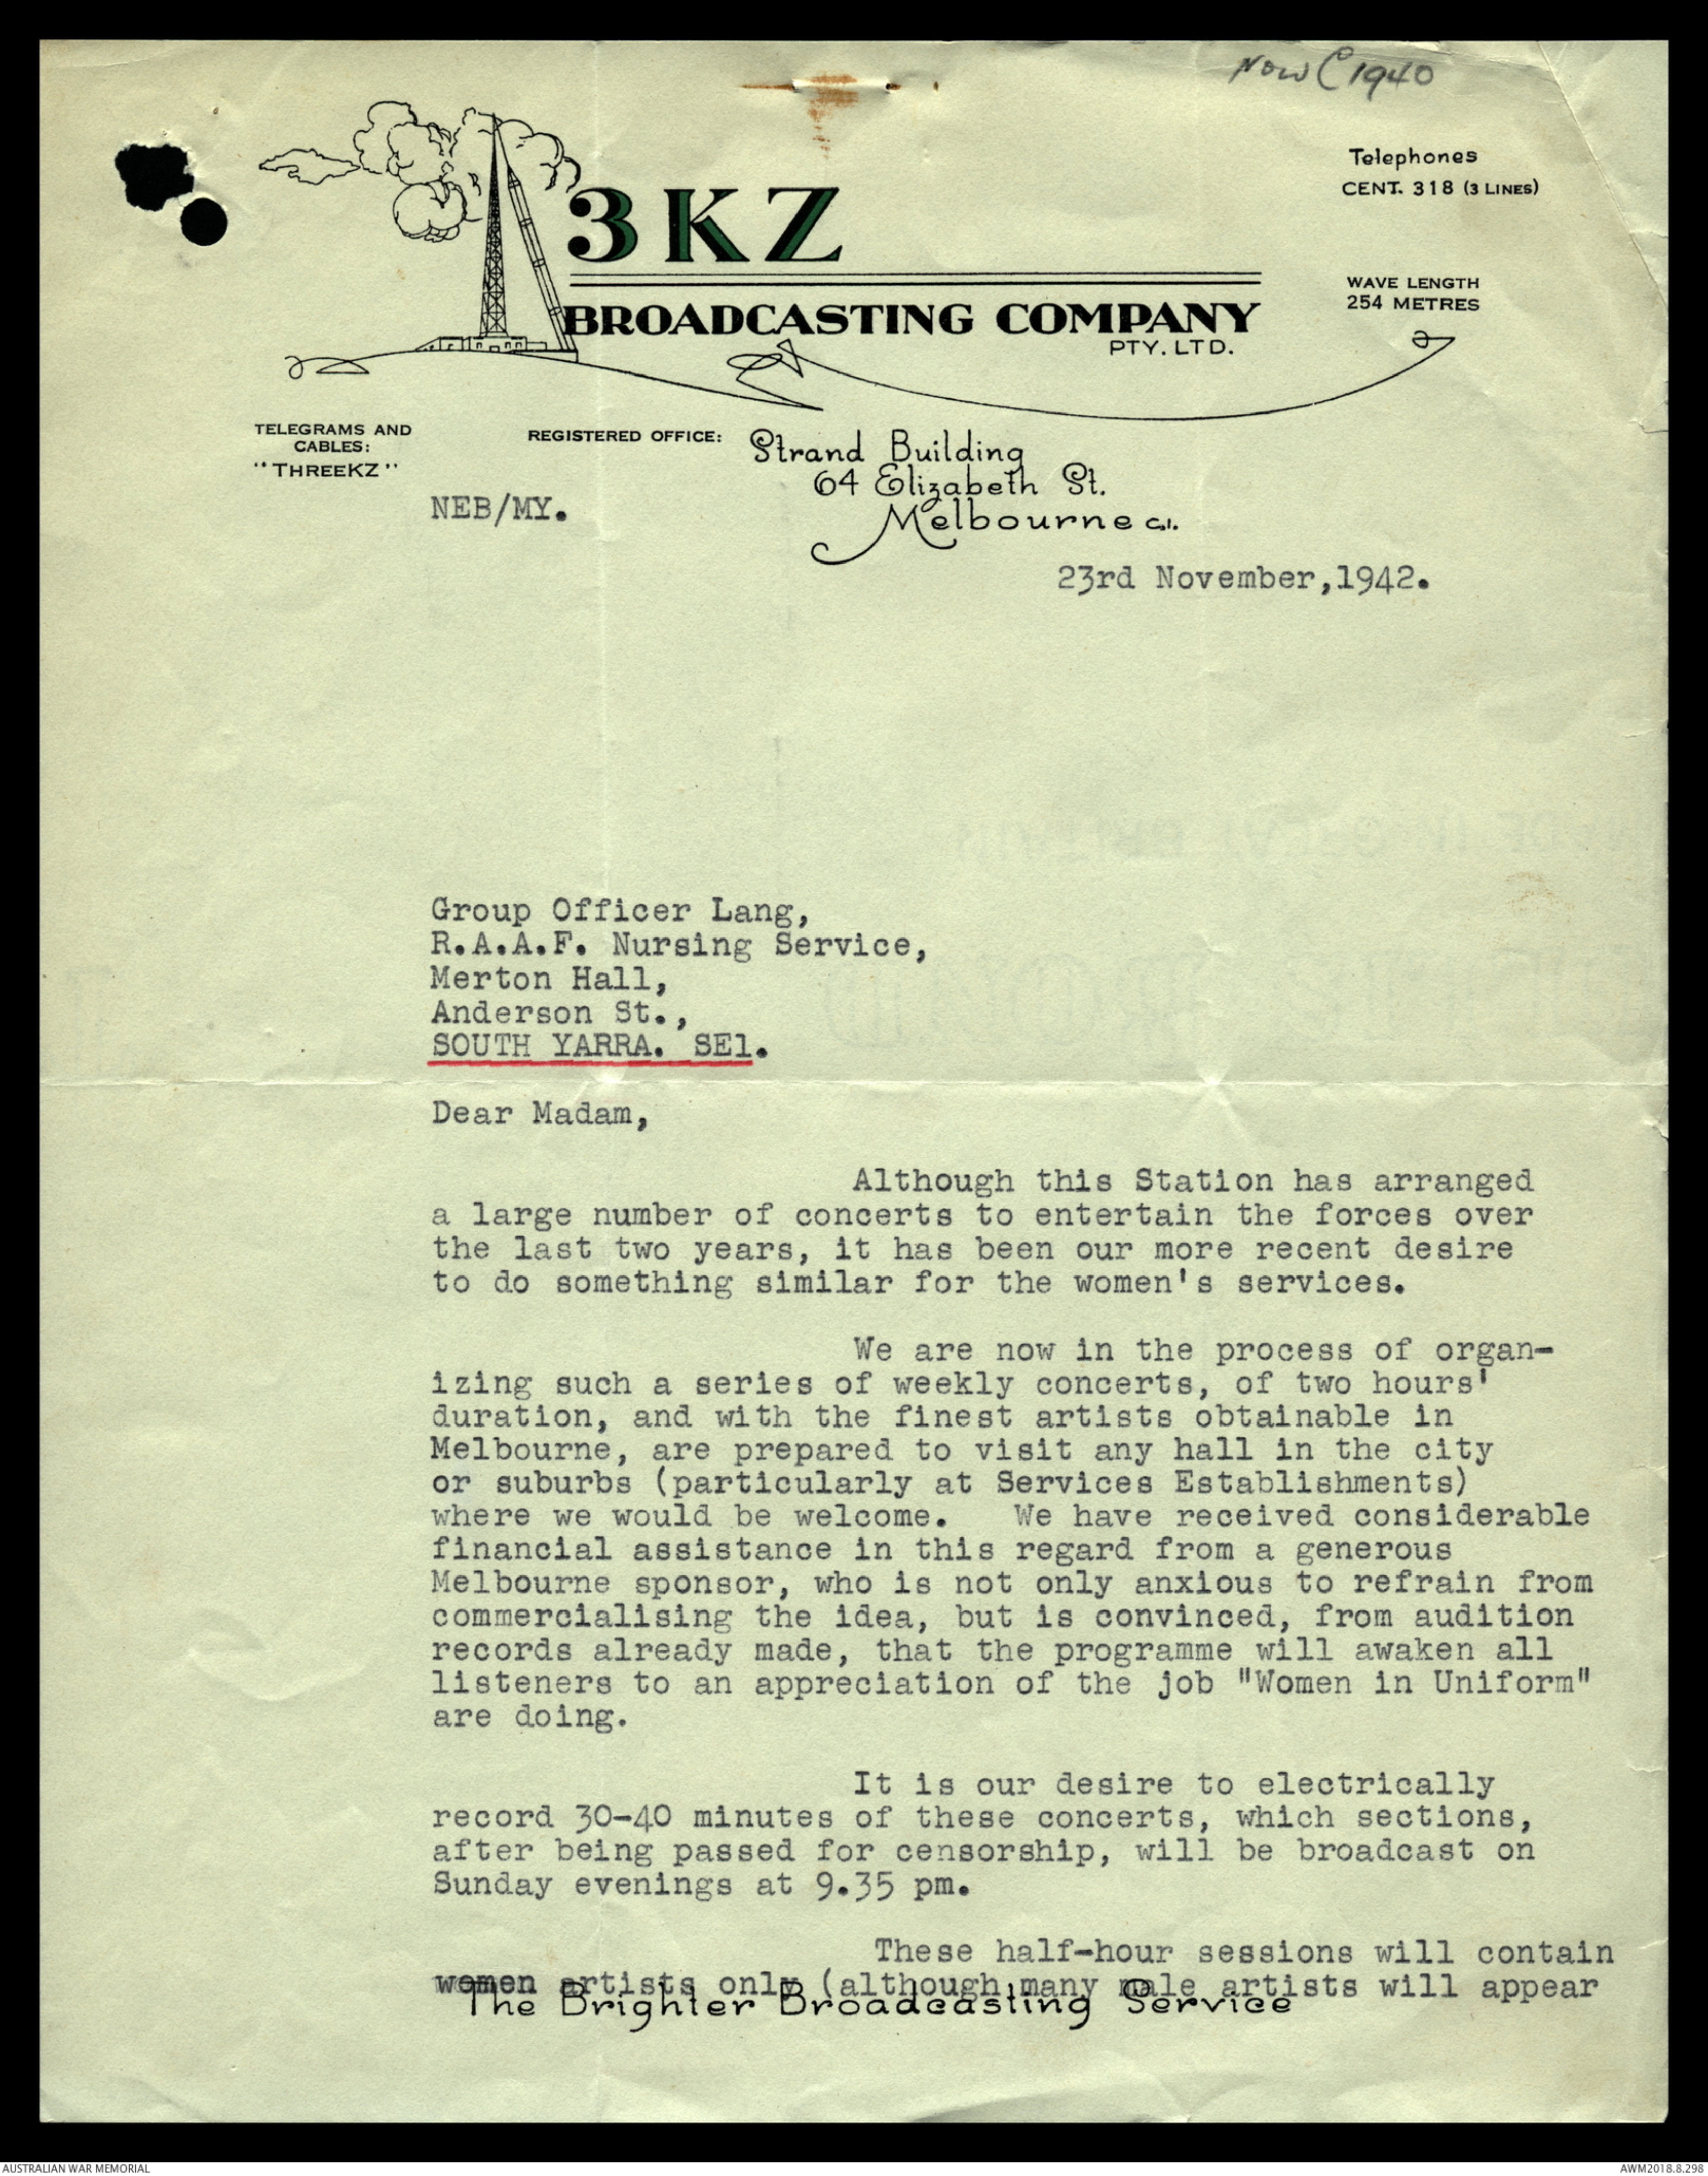 Now C 1940
Telephones
CENT. 318 (3 LINES)
3KZ
BROADCASTING COMPANY
PTY. LTD.
WAVE LENGTH
254 METRES
TELEGRAMS AND
CABLES:
"THREEKZ"
REGISTERED OFFICE:
Strand Building
64 Elizabeth St.
Melbourne C.1.
NEB/MY.
23rd November,1942.
Group Officer Lang,
R.A.A.F. Nursing Service,
Merton Hall,
Anderson St.,
SOUTH YARRA. SE1.
Dear Madam,
Although this Station has arranged
a large number of concerts to entertain the forces over
the last two years, it has been our more recent desire
to do something similar for the women's services.
We are now in the process of organ-
izing such a series of weekly concerts, of two hours'
duration, and with the finest artists obtainable in
Melbourne, are prepared to visit any hall in the city
or suburbs (particularly at Services Establishments)
where we would be welcome. We have received considerable
financial assistance in this regard from a generous
Melbourne sponsor, who is not only anxious to refrain from
commercialising the idea, but is convinced, from audition
records already made, that the programme will awaken all
listeners to an appreciation of the job "Women in Uniform"
are doing.
It is our desire to electrically
record 30-40 minutes of these concerts, which sections,
after being passed for censorship, will be broadcast on
Sunday evenings at 9.35 pm.
These half-hour sessions will contain
women artists only (although many male artists will appear
The Brighter Broadcasting Service
AUSTRALIAN WAR MEMORIAL
AWM2018.8.298